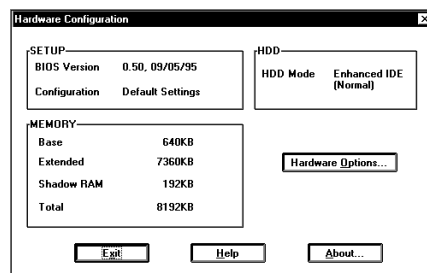 Hardware Configuration
SETUP
BIOS Version 0.50, 09/05/95
Configuration Default Settings
HDD
HDD Mode Enhanced IDE
(Normal)
MEMORY
Base 640KB
Extended 7360KB
Shadow RAM 192KB
Total 8192KB
Hardware Options...
Exit
Help
About...